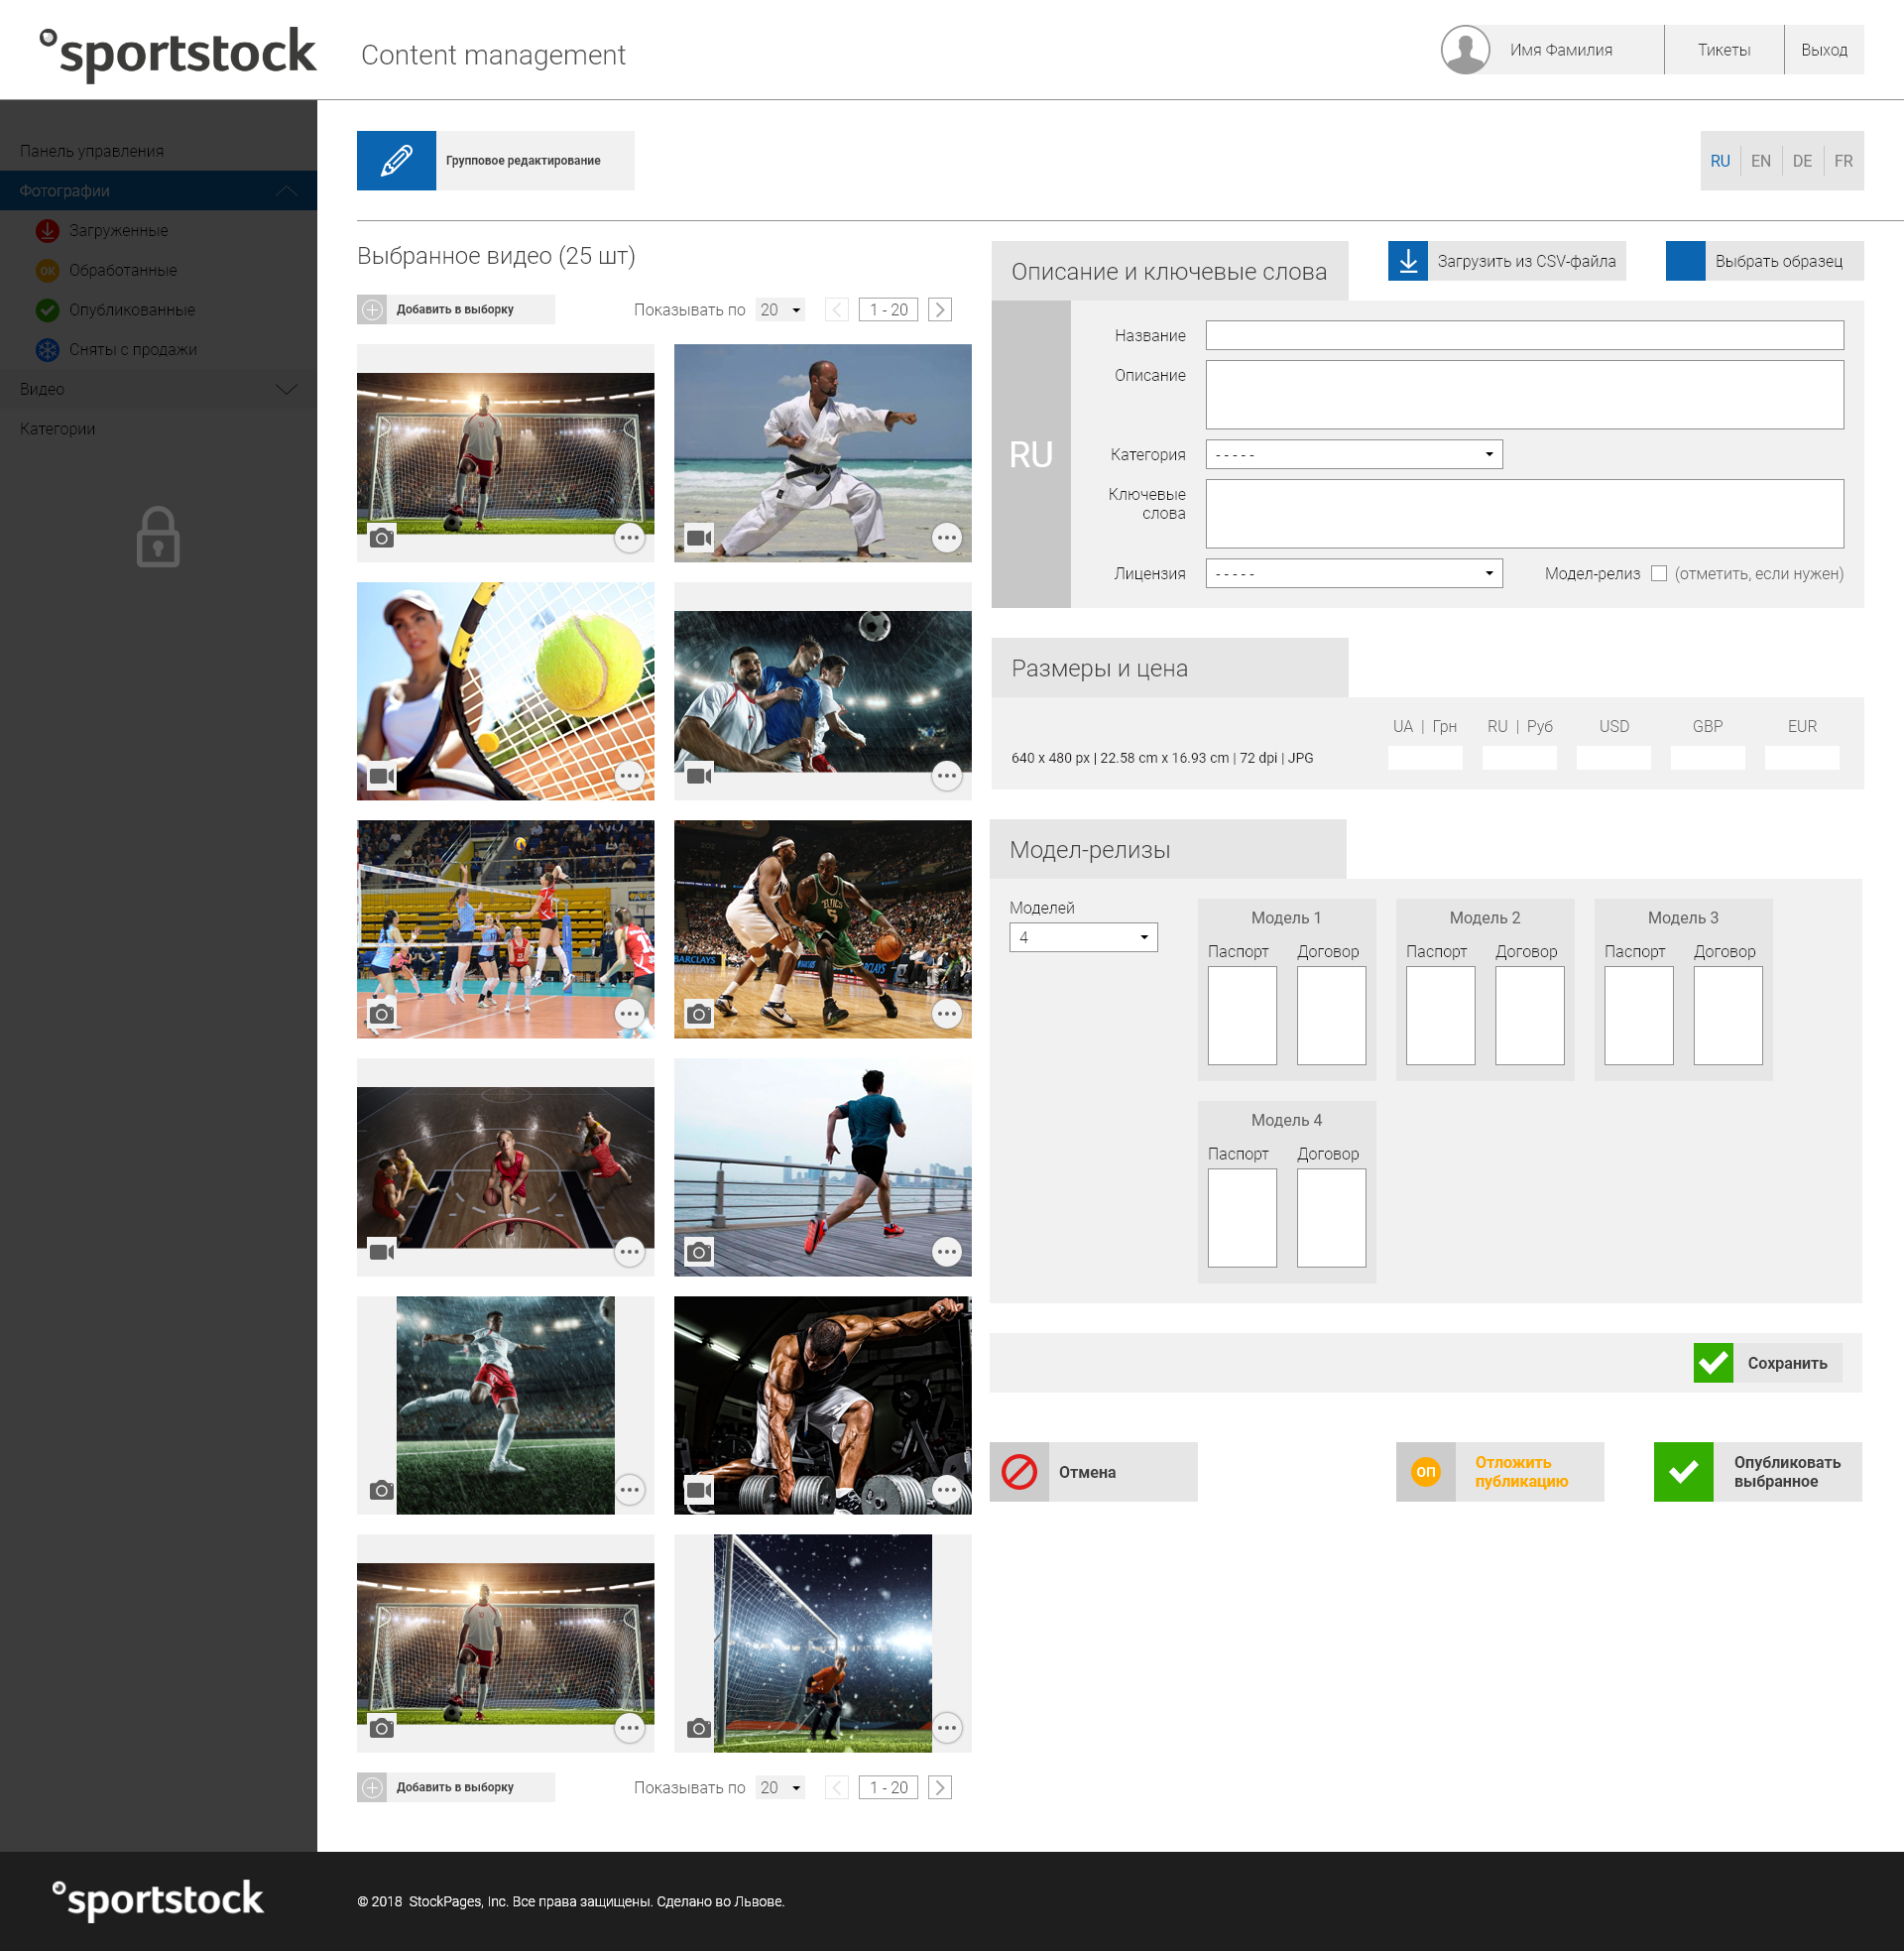 sportstock
Content management
Имя Фамилия
Тикеты
Выход
Панель управления
Фотографии
Загруженные
OK
Обработанные
Опубликованные
Сняты с продажи
Видео
Категории
Групповое редактирование
RU EN DE FR
Выбранное видео (25 шт)
Добавить в выборку
Показывать по 20
1 - 20
BARCLAYS
CELTICS
5
Добавить в выборку
Показывать по 20
1 - 20
Описание и ключевые слова
Загрузить из CSV-файла
Выбрать образец
RU
Название
Описание
Категория
- - - - -
Ключевые
слова
Лицензия
- - - - -
Модел-релиз
(отметить, если нужен)
Размеры и цена
UA | Грн
RU | Руб
USD
GBP
EUR
640 x 480 px | 22.58 cm x 16.93 cm | 72 dpi | JPG
Модел-релизы
Моделей
4
Модель 1
Паспорт Договор
Модель 2
Паспорт Договор
Модель 3
Паспорт Договор
Модель 4
Паспорт Договор
Сохранить
Отмена
ОП
Отложить
публикацию
Опубликовать
выбранное
sportstock
© 2018 StockPages, Inc. Все права защищены. Сделано во Львове.